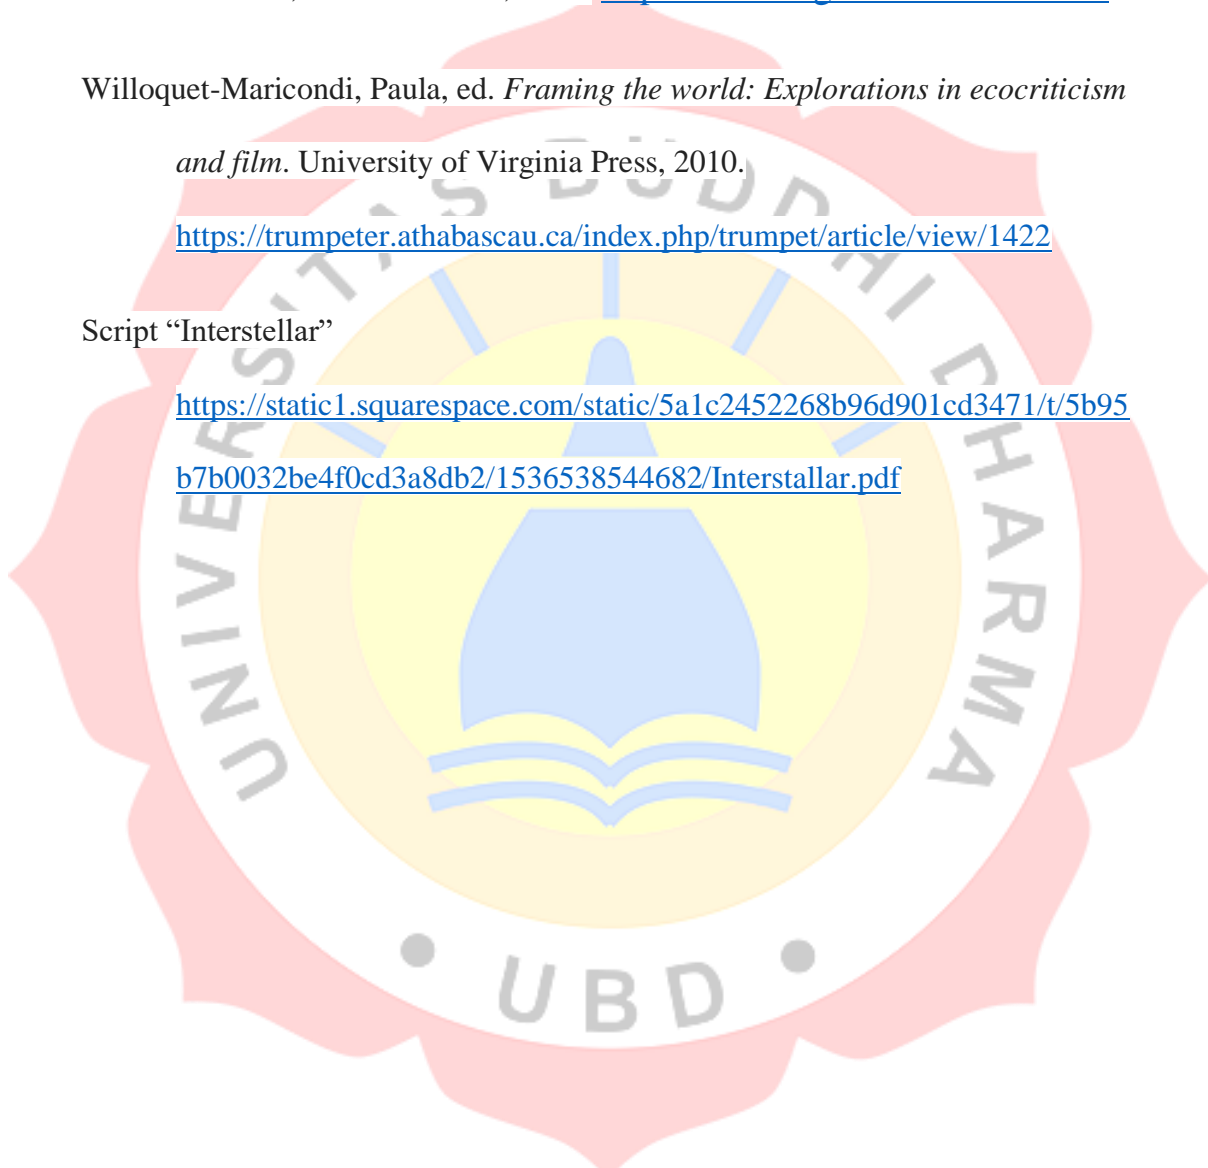 Willoquet-Maricondi, Paula, ed. Framing the world: Explorations in ecocriticism
and film. University of Virginia Press, 2010.
https://trumpeter.athabascau.ca/index.php/trumpet/article/view/1422
Script “Interstellar”
https://static1.squarespace.com/static/5a1c2452268b96d901cd3471/t/5b95
b7b0032be4f0cd3a8db2/1536538544682/Interstallar.pdf
UNIVERSITAS BUDDHI DHARMA
• UBD •